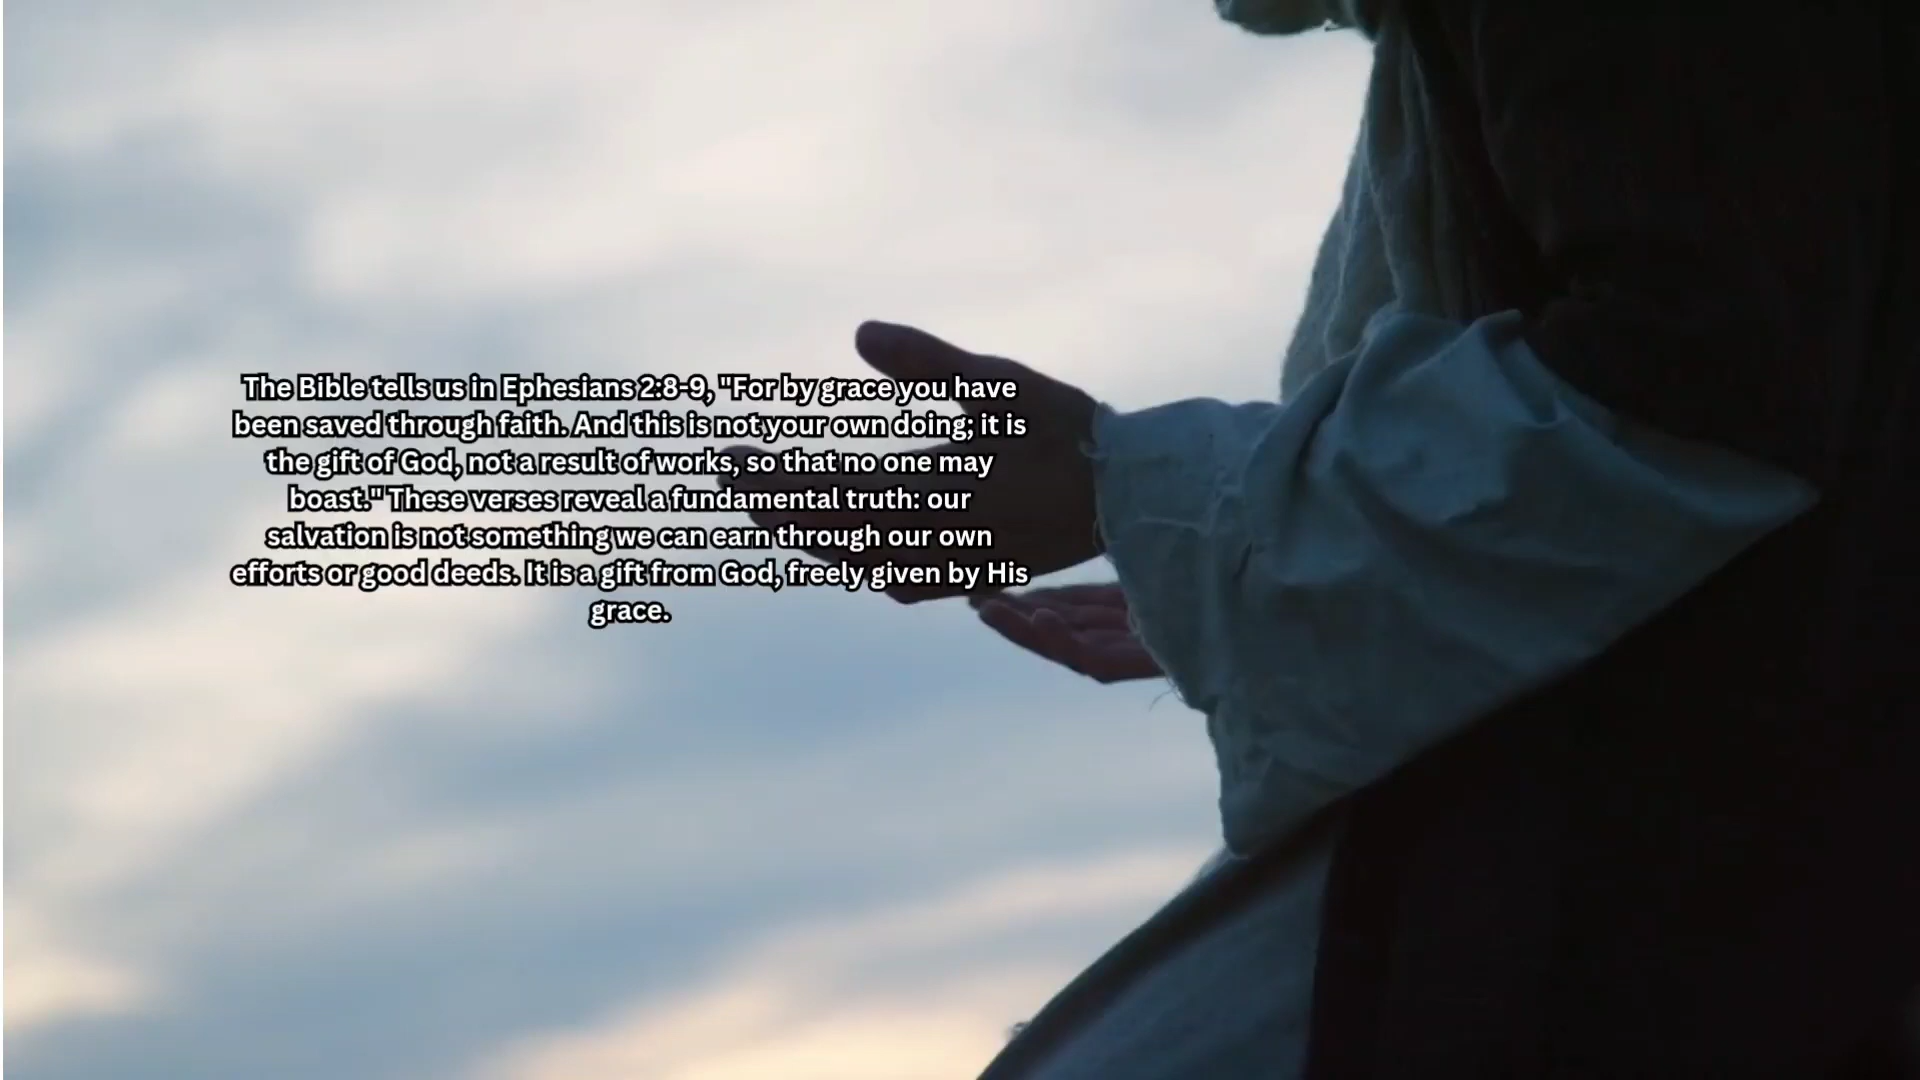 The Bible tells us in Ephesians 2:8-9, "For by grace you have
been saved through faith. And this is not your own doing; it is
the gift of God, not a result of works, so that no one may
boast." These verses reveal a fundamental truth: our
salvation is not something we can earn through our own
efforts or good deeds. It is a gift from God, freely given by His
grace.